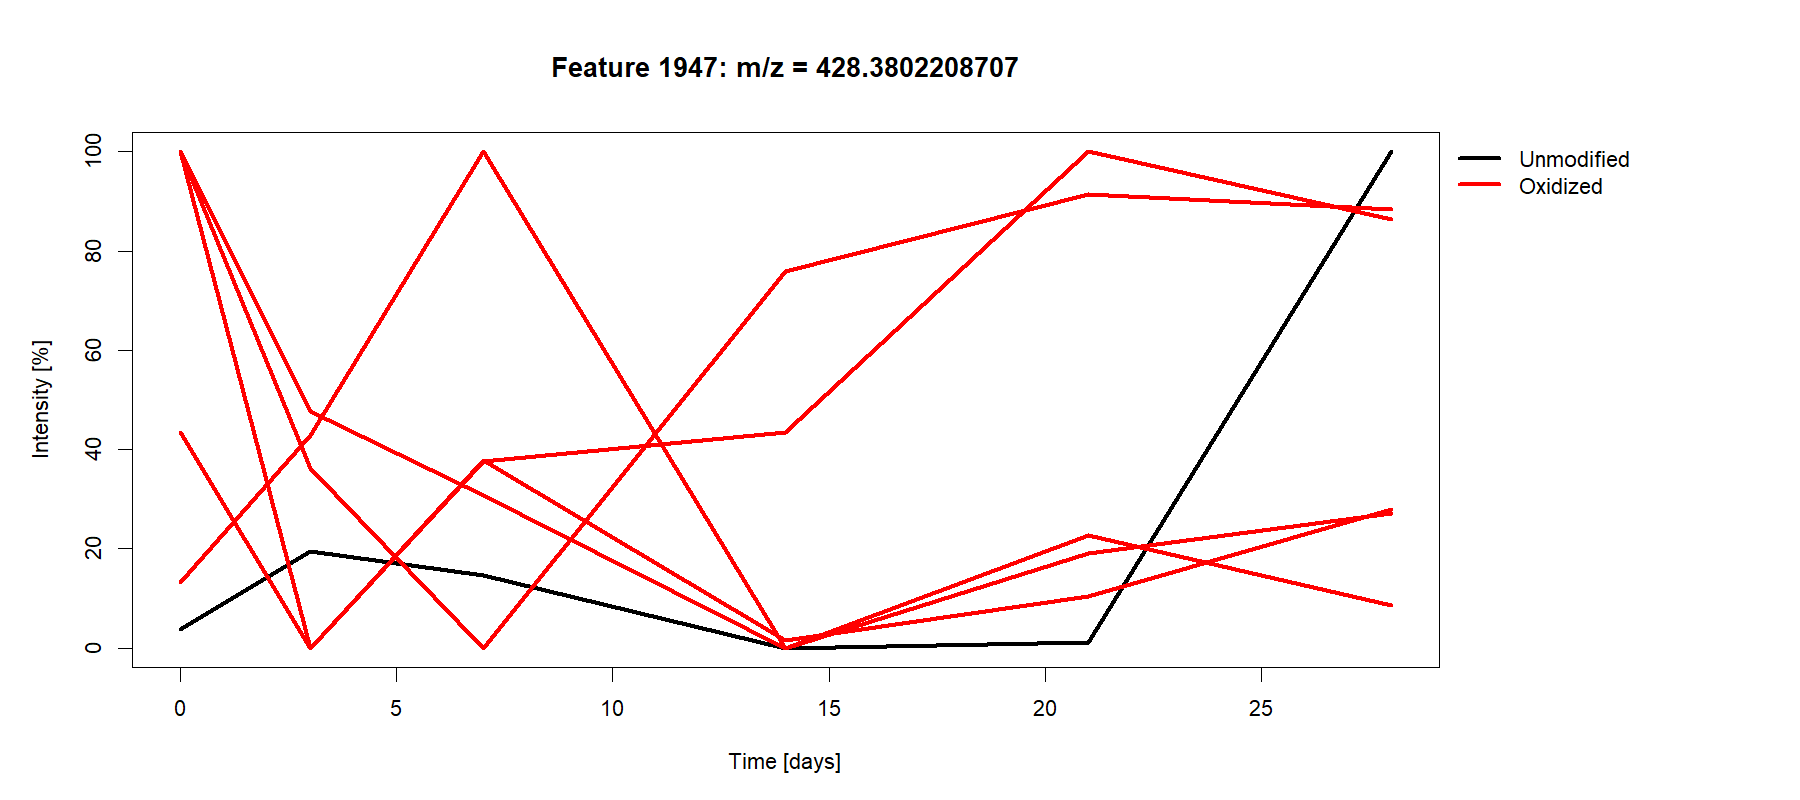 Feature 1947: m/z = 428.3802208707
Unmodified
Oxidized
Intensity [%]
100
80
60
40
20
0
0 5 10 15 20 25
Time [days]